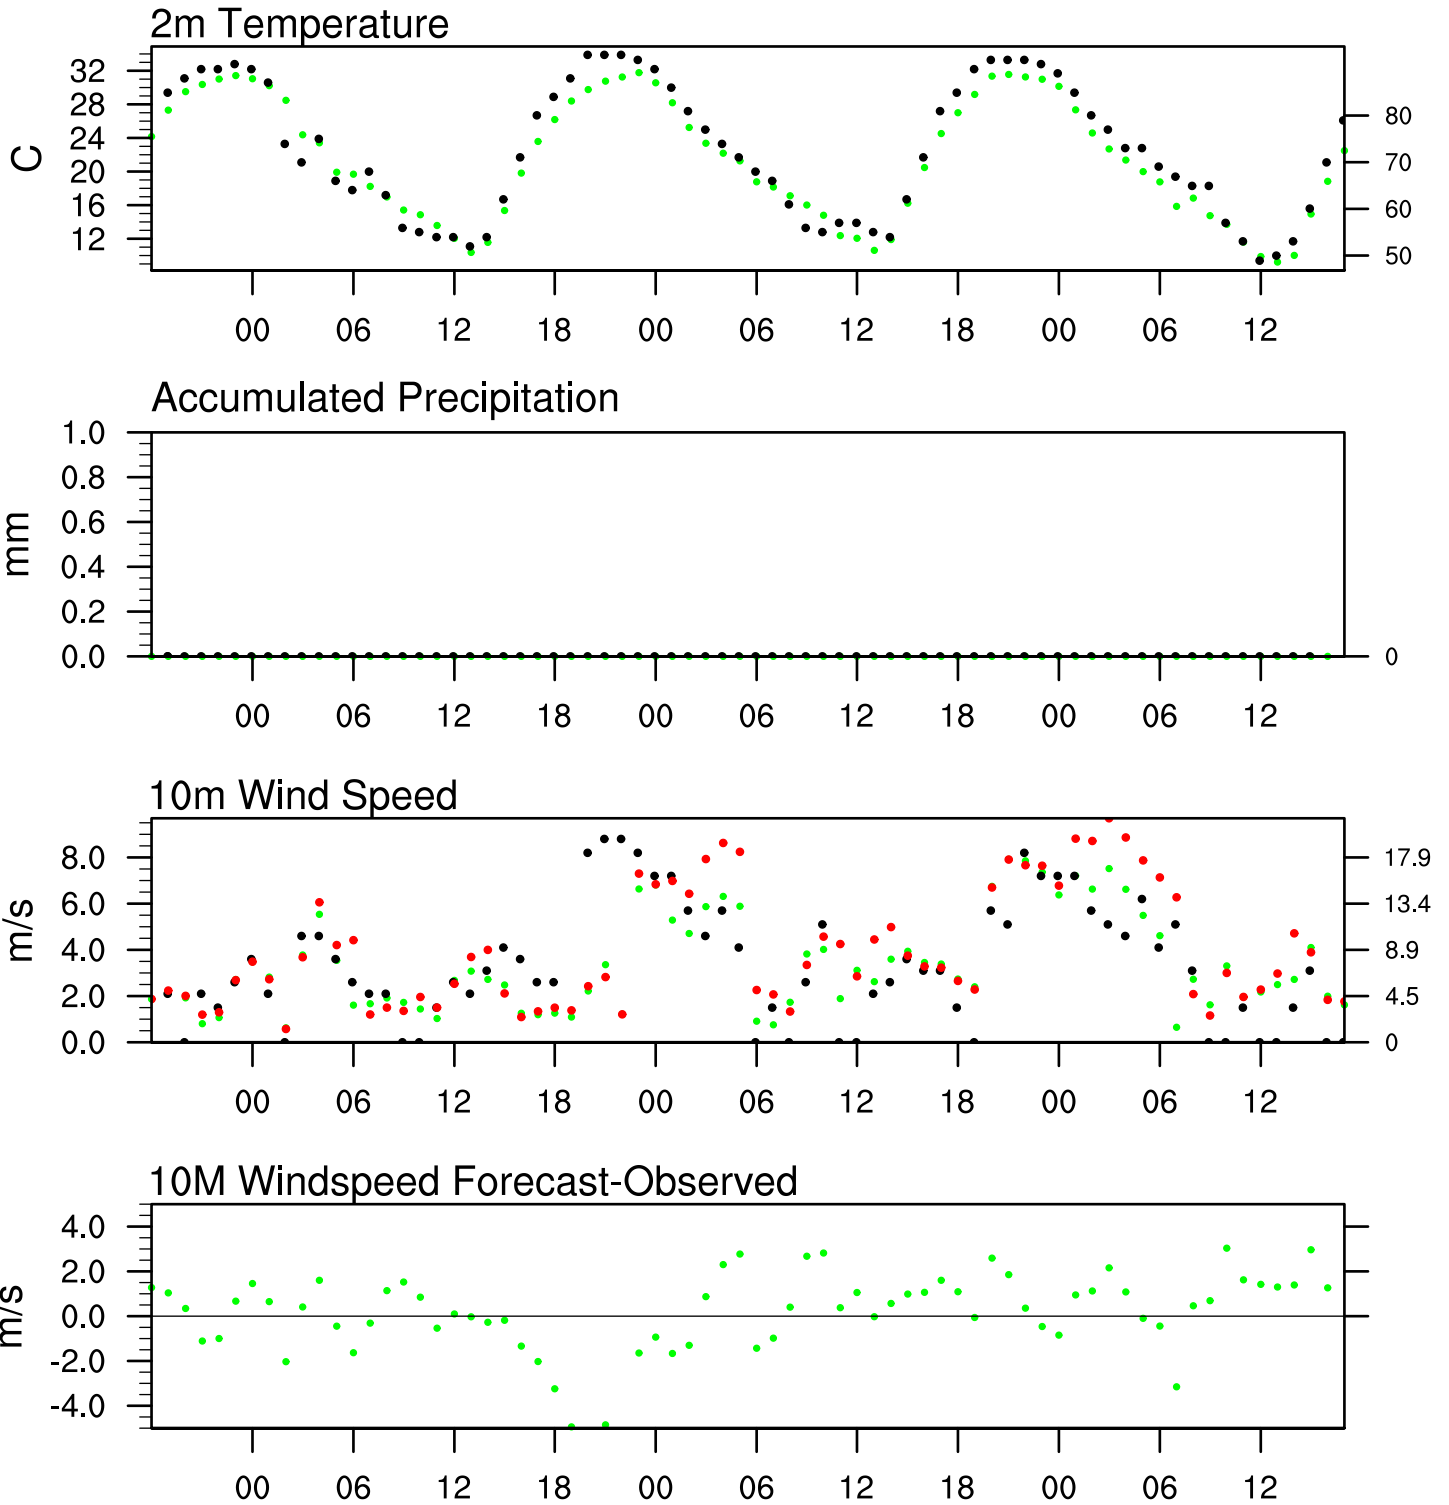 2m Temperature
32
28
24
20
16
12
C
80
70
60
50
00 06 12 18 00 06 12 18 00 06 12
Accumulated Precipitation
1.0
0.8
0.6
0.4
0.2
0.0
mm
0
00 06 12 18 00 06 12 18 00 06 12
10m Wind Speed
8.0
6.0
4.0
2.0
0.0
m/s
17.9
13.4
8.9
4.5
0
00 06 12 18 00 06 12 18 00 06 12
10M Windspeed Forecast-Observed
4.0
2.0
0.0
-2.0
-4.0
m/s
00 06 12 18 00 06 12 18 00 06 12